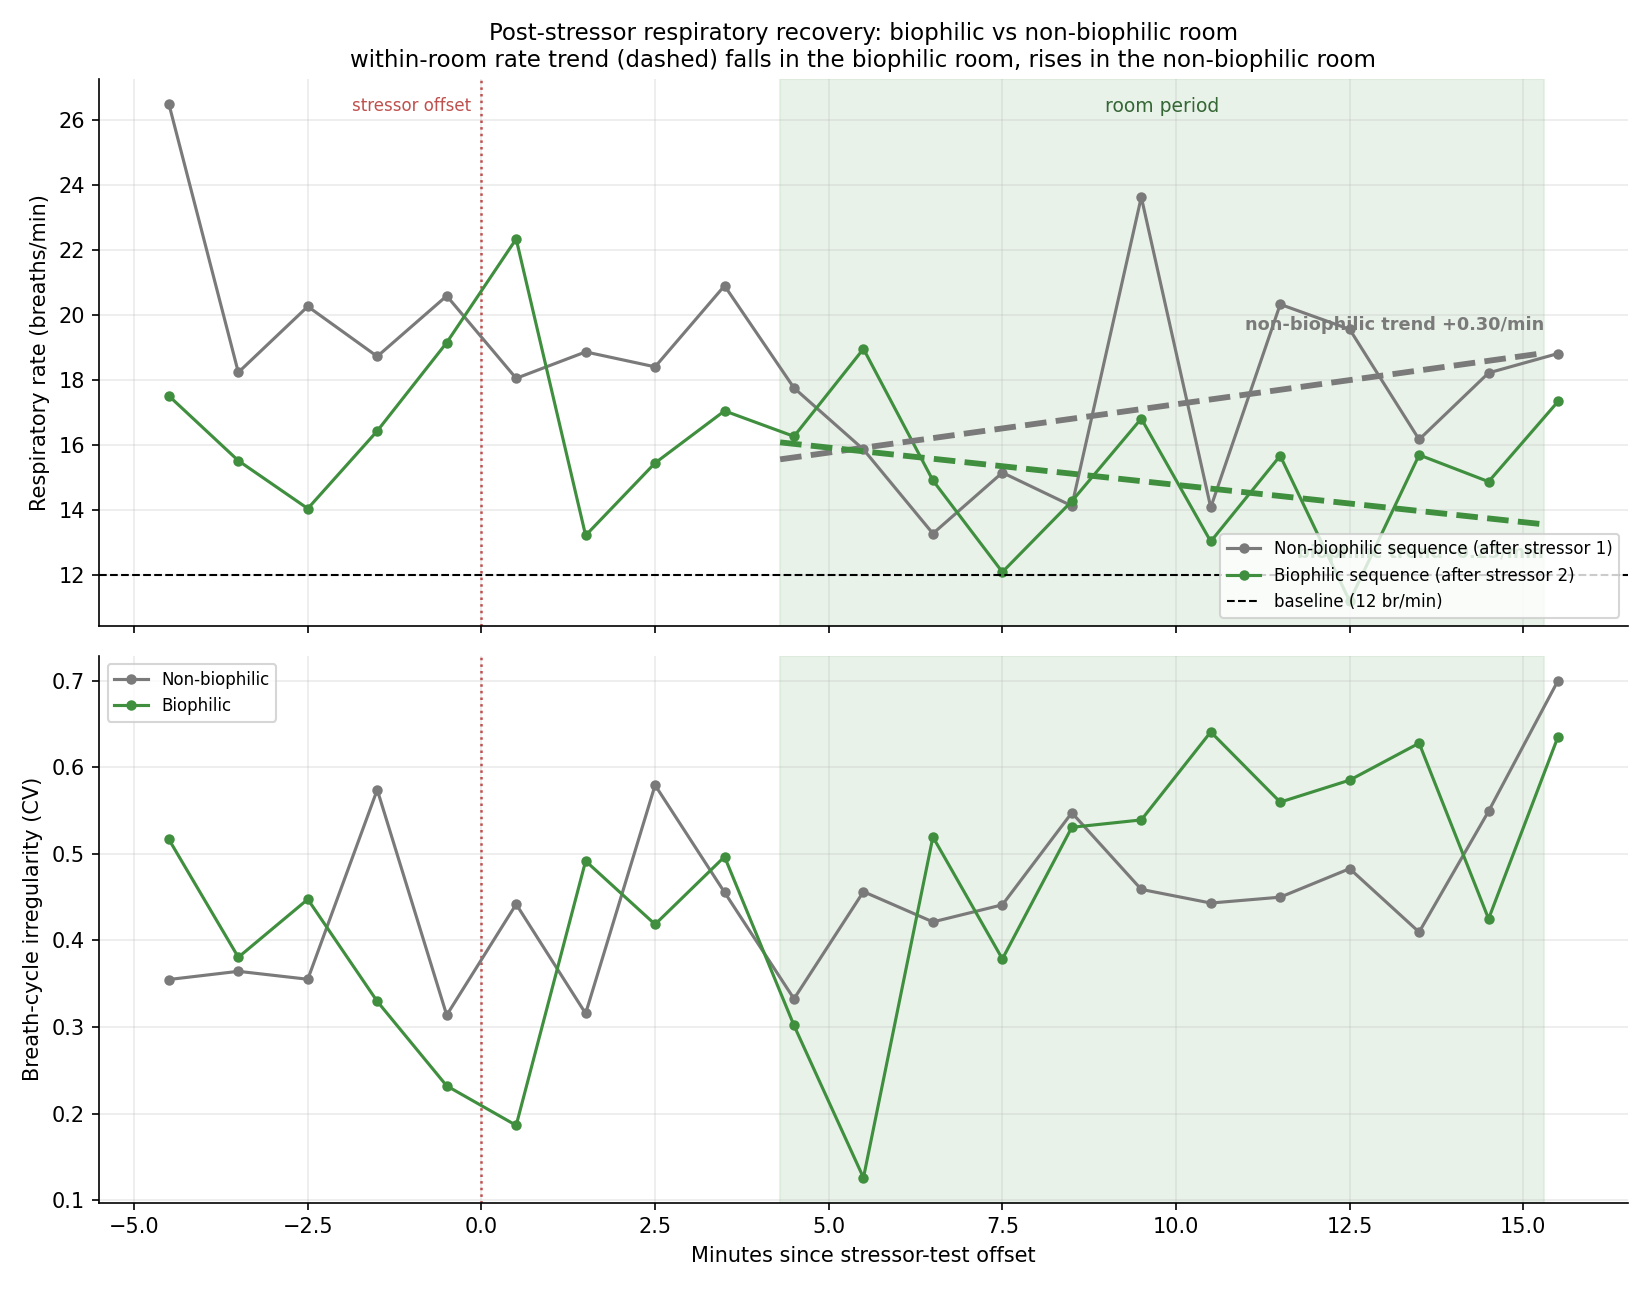 Post-stressor respiratory recovery: biophilic vs non-biophilic room
within-room rate trend (dashed) falls in the biophilic room, rises in the non-biophilic room
stressor offset
room period
Respiratory rate (breaths/min)
26
24
22
20
18
16
14
12
non-biophilic trend +0.30/min
Non-biophilic sequence (after stressor 1)
Biophilic sequence (after stressor 2)
baseline (12 br/min)
Non-biophilic
Biophilic
Breath-cycle irregularity (CV)
0.7
0.6
0.5
0.4
0.3
0.2
0.1
−5.0 −2.5 0.0 2.5 5.0 7.5 10.0 12.5 15.0
Minutes since stressor-test offset